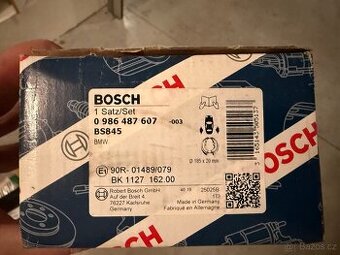 BOSCH
1 Satz/Set
0 986 487 607 -003
BS845
BMW
Ø 185 x 20 mm
E1 90R- 01489/079
BK 1127 162.00
BOSCH
Robert Bosch GmbH
Auf der Breit 4
76227 Karlsruhe
Germany
Made in Germany
Fabriqué en Allemagne